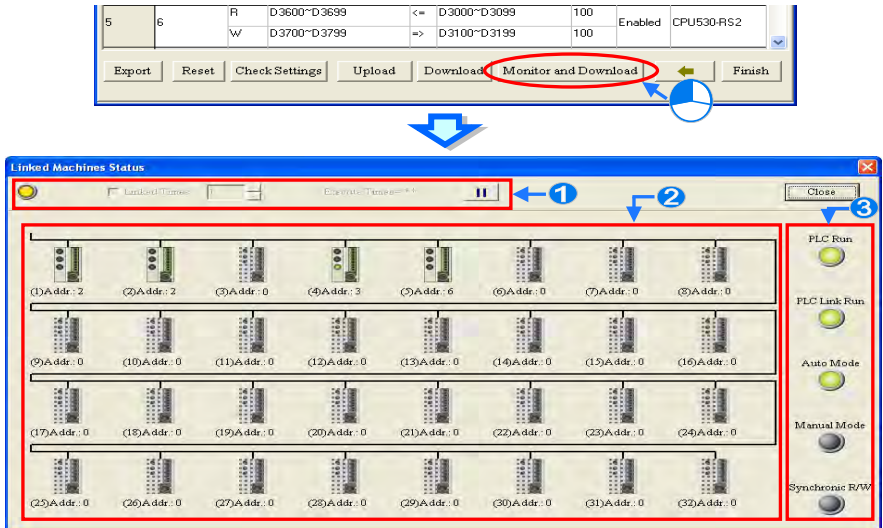 R D3600~D3699 <= D3000~D3099 100
5 6 Enabled CPU530-RS2
W D3700~D3799 => D3100~D3199 100
Export Reset Check Settings Upload Download Monitor and Download Finish
Linked Machines Status
Linked Times 1 Close
1 2 3
PLC Run
(1)Addr.: 2 (2)Addr.: 2 (3)Addr.: 0 (4)Addr.: 3 (5)Addr.: 6 (6)Addr.: 0 (7)Addr.: 0 (8)Addr.: 0
PLC Link Run
(9)Addr.: 0 (10)Addr.: 0 (11)Addr.: 0 (12)Addr.: 0 (13)Addr.: 0 (14)Addr.: 0 (15)Addr.: 0 (16)Addr.: 0
Auto Mode
(17)Addr.: 0 (18)Addr.: 0 (19)Addr.: 0 (20)Addr.: 0 (21)Addr.: 0 (22)Addr.: 0 (23)Addr.: 0 (24)Addr.: 0
Manual Mode
(25)Addr.: 0 (26)Addr.: 0 (27)Addr.: 0 (28)Addr.: 0 (29)Addr.: 0 (30)Addr.: 0 (31)Addr.: 0 (32)Addr.: 0
Synchronic R/W